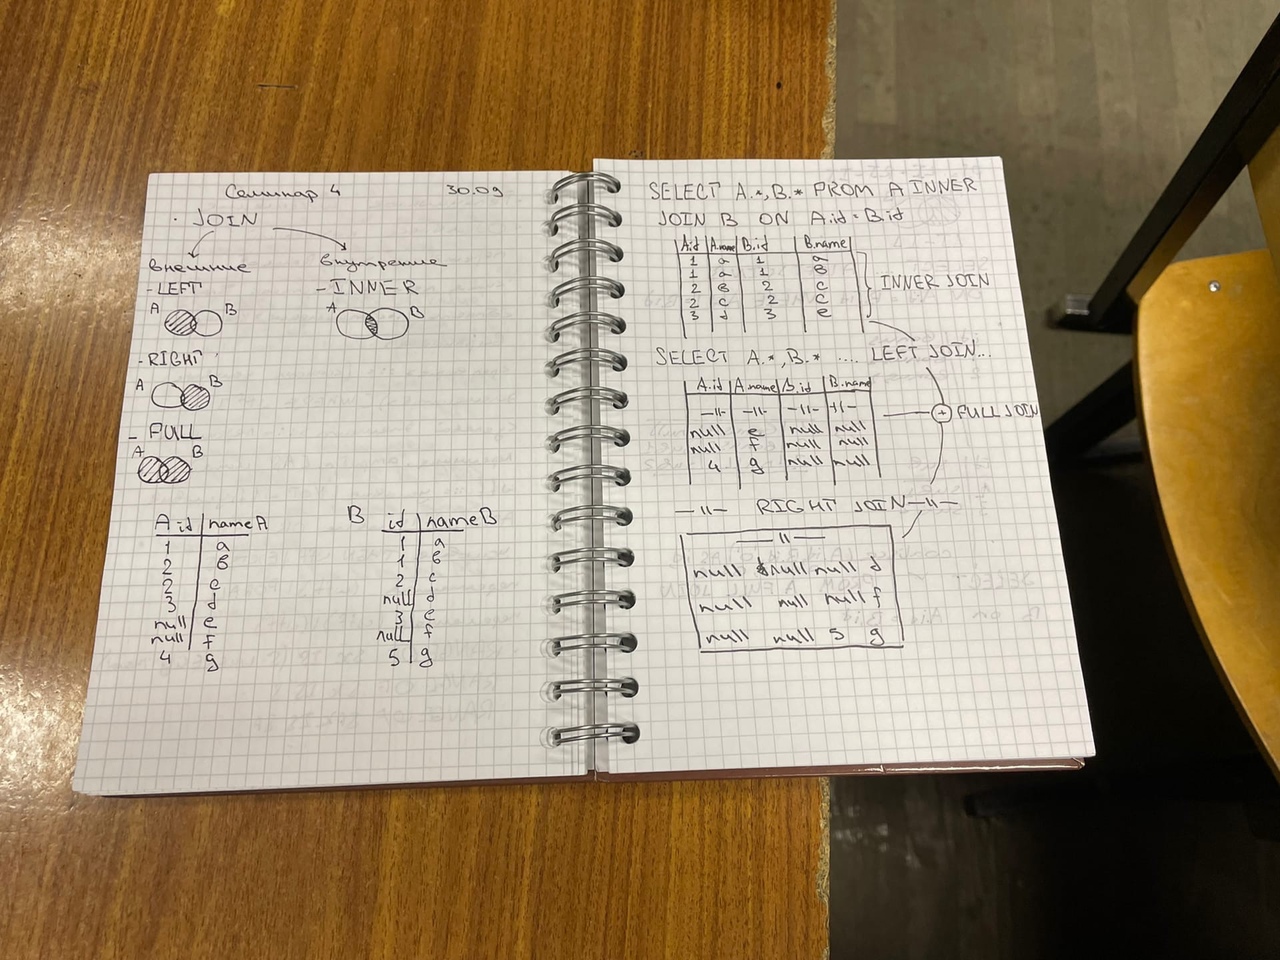 Семинар 4 30.09
· JOIN
внешние внутрение
- LEFT - INNER
A B A B
- RIGHT
A B
- FULL
A B
A id name A
1 a
2 в
2 c
3 d
null e
null f
4 g
B id name B
1 a
1 в
2 c
null d
3 e
null f
5 g
SELECT A.*, B.* FROM A INNER
JOIN B ON A.id = B.id
A.id A.name B.id B.name
1 a 1 a
1 a 1 в
2 в 2 c
2 c 2 c
3 d 3 e
INNER JOIN
SELECT A.*, B.* .... LEFT JOIN...
A.id A.name B.id B.name
-||- -||- -||- -||-
null e null null
null f null null
4 g null null
+ FULL JOIN
-||- RIGHT JOIN -||-
-||-
null null null d
null null null f
null null 5 g